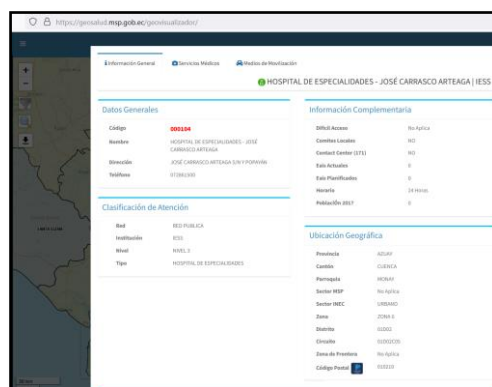 https://geosalud.msp.gob.ec/geovisualizador/
Información General Servicios Médicos Medios de Movilización
HOSPITAL DE ESPECIALIDADES - JOSÉ CARRASCO ARTEAGA | IESS
Datos Generales
Código 000184
Nombre HOSPITAL DE ESPECIALIDADES - JOSÉ
CARRASCO ARTEAGA
Dirección JOSÉ CARRASCO ARTEAGA S/N Y POPAYÁN
Teléfono
Clasificación de Atención
Red RED PUBLICA
Institución IESS
Nivel NIVEL 3
Tipo HOSPITAL DE ESPECIALIDADES
Información Complementaria
Difícil Acceso No Aplica
Comites Locales NO
Contact Center (171) NO
Eais Actuales 0
Eais Planificados 0
Horario 24 Horas
Población 2017 0
Ubicación Geográfica
Provincia AZUAY
Cantón CUENCA
Parroquia MONAY
Sector MSP No Aplica
Sector INEC URBANO
Zona ZONA 6
Distrito 01D02
Circuito 01D02C05
Zona de Frontera No Aplica
Código Postal 010210